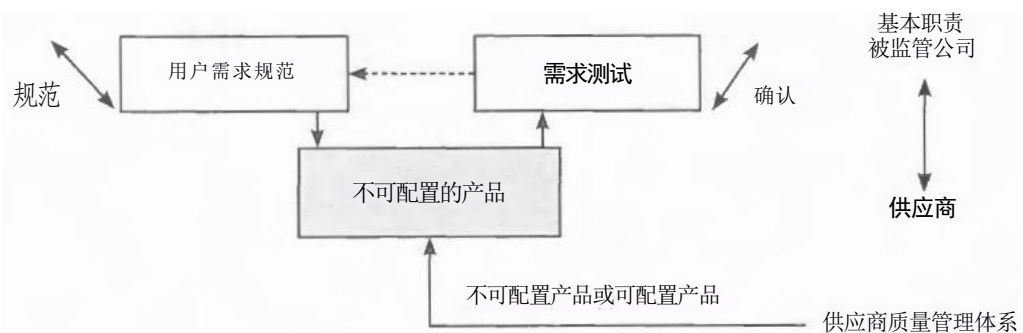 基本职责
被监管公司
用户需求规范
需求测试
规范
确认
不可配置的产品
供应商
不可配置产品或可配置产品
供应商质量管理体系